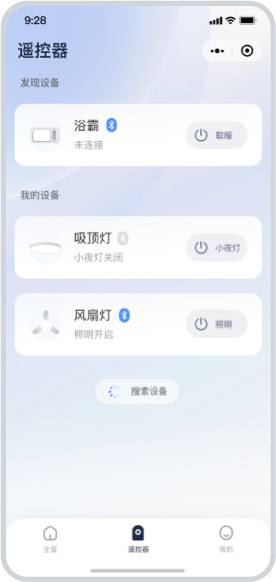 9:28
遥控器
发现设备
浴霸
未连接
取暖
我的设备
吸顶灯
小夜灯关闭
小夜灯
风扇灯
照明开启
照明
搜索设备
全屋
遥控器
我的